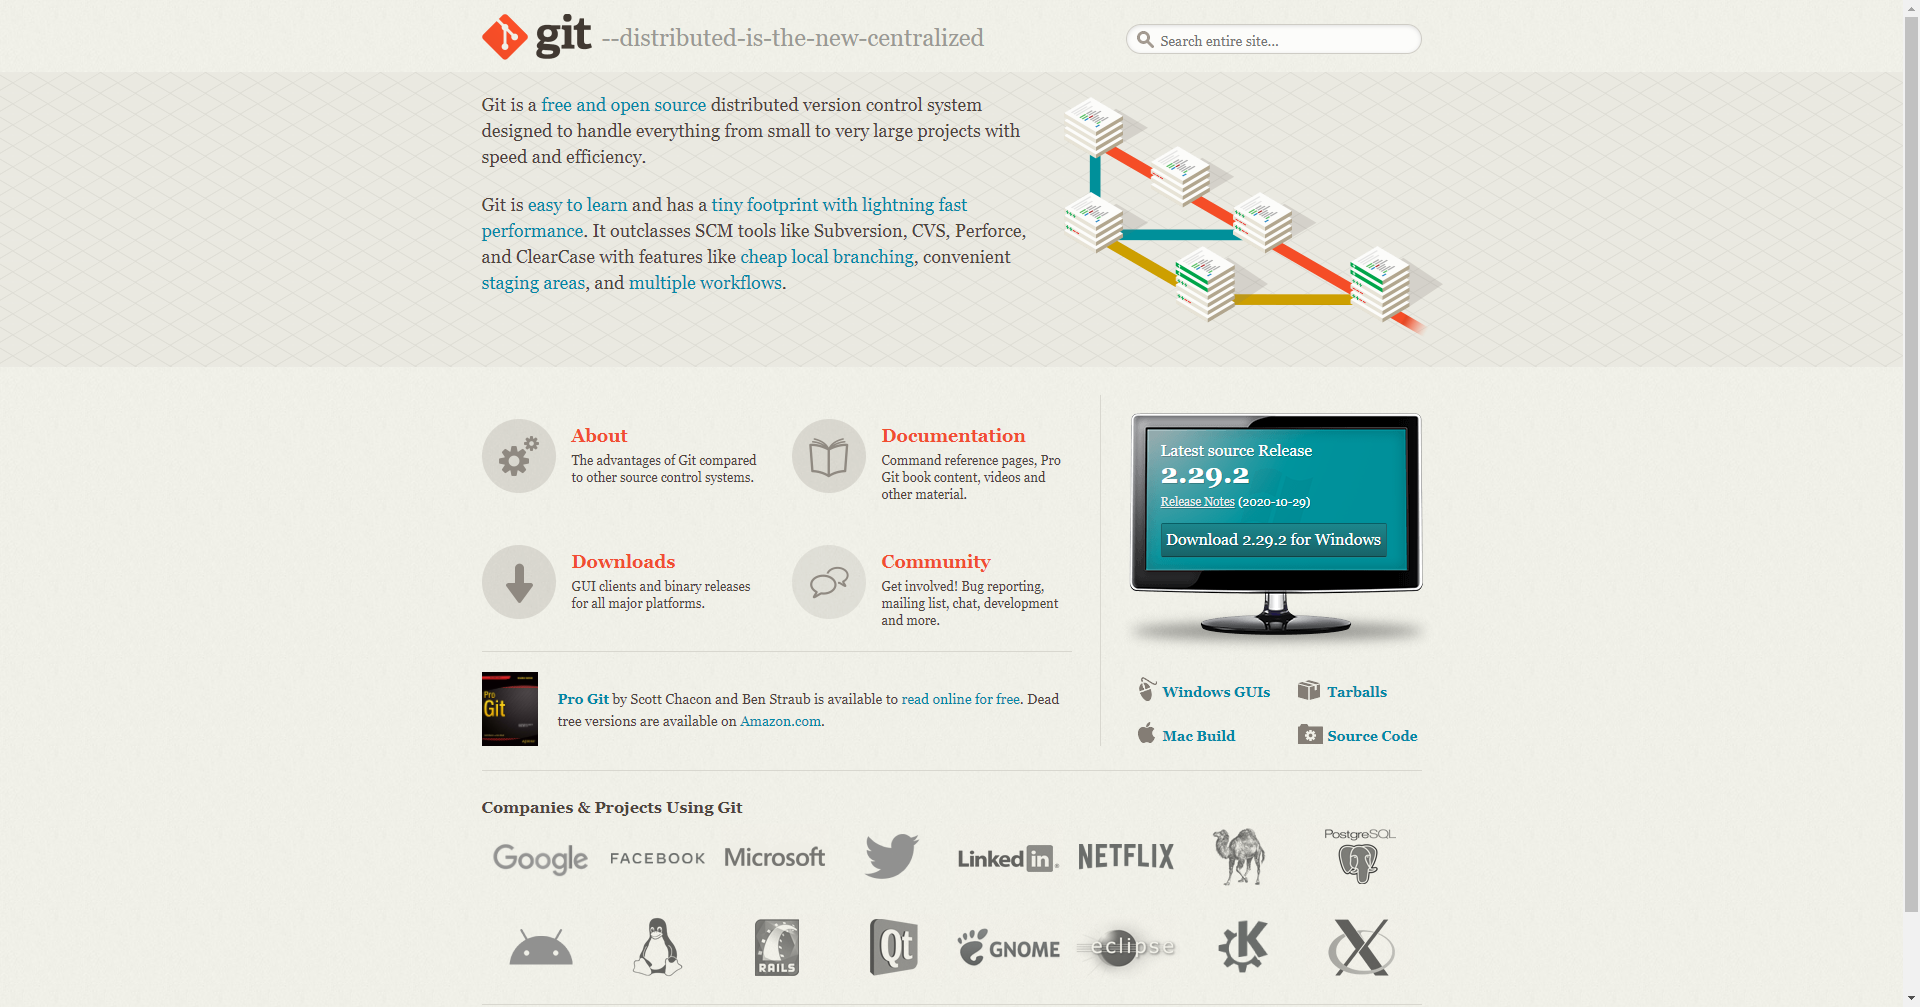 git --distributed-is-the-new-centralized
Search entire site...
Git is a free and open source distributed version control system
designed to handle everything from small to very large projects with
speed and efficiency.
Git is easy to learn and has a tiny footprint with lightning fast
performance. It outclasses SCM tools like Subversion, CVS, Perforce,
and ClearCase with features like cheap local branching, convenient
staging areas, and multiple workflows.
About
The advantages of Git compared
to other source control systems.
Documentation
Command reference pages, Pro
Git book content, videos and
other material.
Downloads
GUI clients and binary releases
for all major platforms.
Community
Get involved! Bug reporting,
mailing list, chat, development
and more.
Latest source Release
2.29.2
Release Notes (2020-10-29)
Download 2.29.2 for Windows
Pro
Git
Pro Git by Scott Chacon and Ben Straub is available to read online for free. Dead
tree versions are available on Amazon.com.
Windows GUIs
Tarballs
Mac Build
Source Code
Companies & Projects Using Git
Google
FACEBOOK
Microsoft
Linked in
NETFLIX
PostgreSQL
RAILS
Qt
GNOME
eclipse
K
X